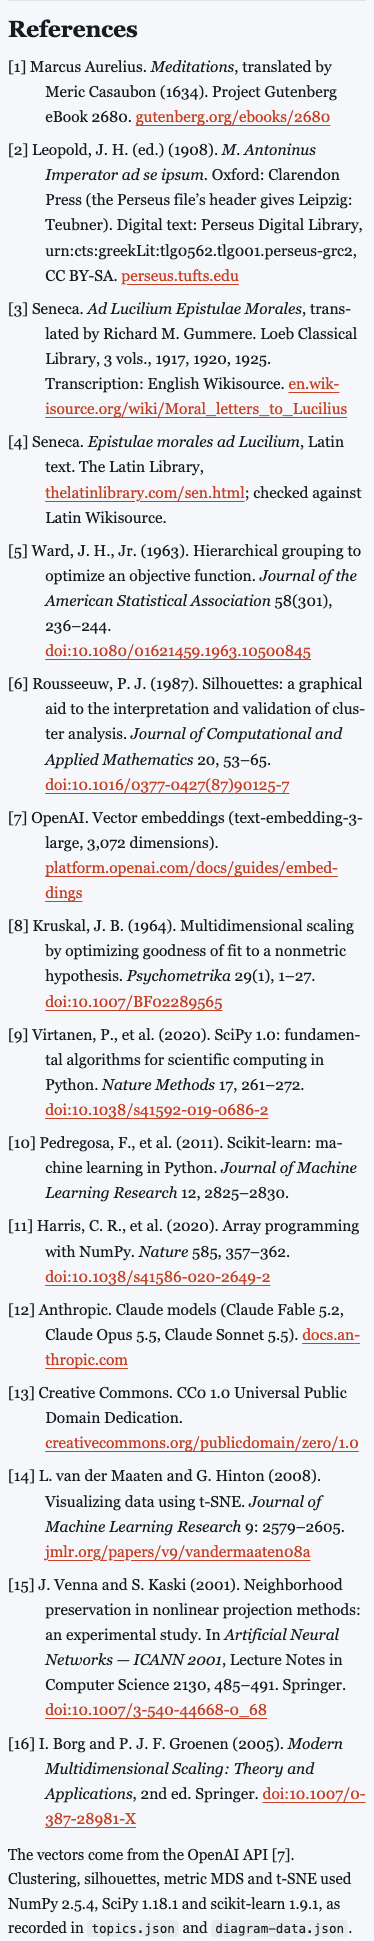 References
[1] Marcus Aurelius. Meditations, translated by
Meric Casaubon (1634). Project Gutenberg
eBook 2680. gutenberg.org/ebooks/2680
[2] Leopold, J. H. (ed.) (1908). M. Antoninus
Imperator ad se ipsum. Oxford: Clarendon
Press (the Perseus file’s header gives Leipzig:
Teubner). Digital text: Perseus Digital Library,
urn:cts:greekLit:tlg0562.tlg001.perseus-grc2,
CC BY-SA. perseus.tufts.edu
[3] Seneca. Ad Lucilium Epistulae Morales, trans-
lated by Richard M. Gummere. Loeb Classical
Library, 3 vols., 1917, 1920, 1925.
Transcription: English Wikisource. en.wik-
isource.org/wiki/Moral_letters_to_Lucilius
[4] Seneca. Epistulae morales ad Lucilium, Latin
text. The Latin Library,
thelatinlibrary.com/sen.html; checked against
Latin Wikisource.
[5] Ward, J. H., Jr. (1963). Hierarchical grouping to
optimize an objective function. Journal of the
American Statistical Association 58(301),
236–244.
doi:10.1080/01621459.1963.10500845
[6] Rousseeuw, P. J. (1987). Silhouettes: a graphical
aid to the interpretation and validation of clus-
ter analysis. Journal of Computational and
Applied Mathematics 20, 53–65.
doi:10.1016/0377-0427(87)90125-7
[7] OpenAI. Vector embeddings (text-embedding-3-
large, 3,072 dimensions).
platform.openai.com/docs/guides/embed-
dings
[8] Kruskal, J. B. (1964). Multidimensional scaling
by optimizing goodness of fit to a nonmetric
hypothesis. Psychometrika 29(1), 1–27.
doi:10.1007/BF02289565
[9] Virtanen, P., et al. (2020). SciPy 1.0: fundamen-
tal algorithms for scientific computing in
Python. Nature Methods 17, 261–272.
doi:10.1038/s41592-019-0686-2
[10] Pedregosa, F., et al. (2011). Scikit-learn: ma-
chine learning in Python. Journal of Machine
Learning Research 12, 2825–2830.
[11] Harris, C. R., et al. (2020). Array programming
with NumPy. Nature 585, 357–362.
doi:10.1038/s41586-020-2649-2
[12] Anthropic. Claude models (Claude Fable 5.2,
Claude Opus 5.5, Claude Sonnet 5.5). docs.an-
thropic.com
[13] Creative Commons. CC0 1.0 Universal Public
Domain Dedication.
creativecommons.org/publicdomain/zero/1.0
[14] L. van der Maaten and G. Hinton (2008).
Visualizing data using t-SNE. Journal of
Machine Learning Research 9: 2579–2605.
jmlr.org/papers/v9/vandermaaten08a
[15] J. Venna and S. Kaski (2001). Neighborhood
preservation in nonlinear projection methods:
an experimental study. In Artificial Neural
Networks — ICANN 2001, Lecture Notes in
Computer Science 2130, 485–491. Springer.
doi:10.1007/3-540-44668-0_68
[16] I. Borg and P. J. F. Groenen (2005). Modern
Multidimensional Scaling: Theory and
Applications, 2nd ed. Springer. doi:10.1007/0-
387-28981-X
The vectors come from the OpenAI API [7].
Clustering, silhouettes, metric MDS and t-SNE used
NumPy 2.5.4, SciPy 1.18.1 and scikit-learn 1.9.1, as
recorded in topics.json and diagram-data.json.